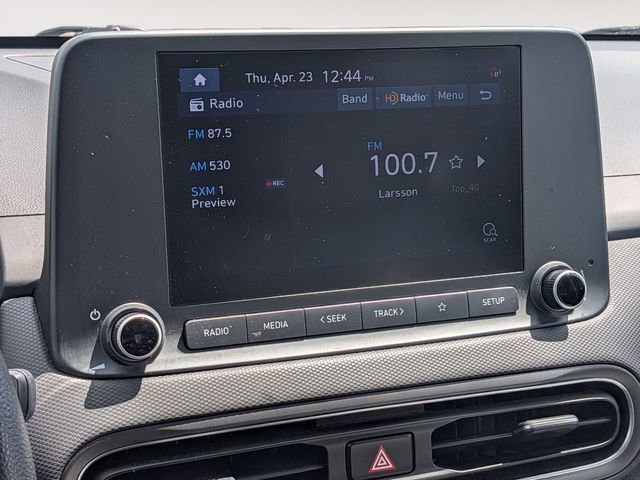 Thu, Apr. 23 12:44 PM
Radio Band HD Radio Menu
FM 87.5
AM 530
SXM 1
Preview
REC
FM
100.7
Larsson
Top_40
SCAN
RADIO MEDIA < SEEK TRACK > SETUP